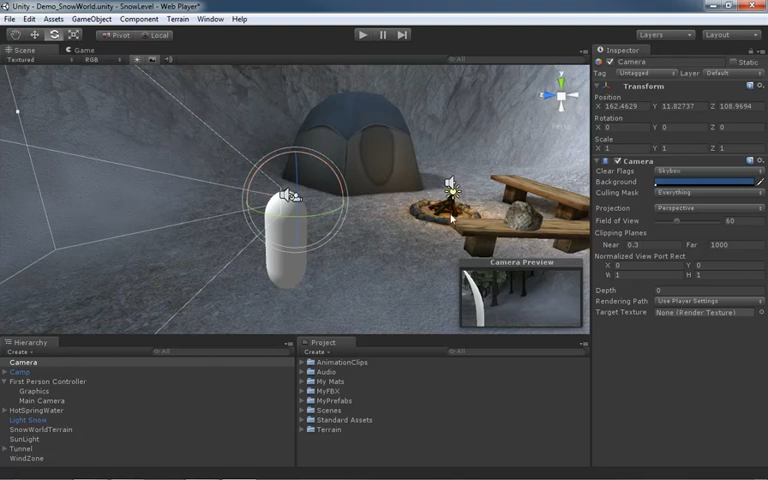 Unity - Demo_SnowWorld.unity - SnowLevel - Web Player*
File Edit Assets GameObject Component Terrain Window Help
Pivot Local Layers Layout
Scene Game
Textured RGB All
y
z
Camera Preview
Inspector
Camera Static
Tag Untagged Layer Default
Transform
Position
X 162.4629 Y 11.82737 Z 108.9694
Rotation
X 0 Y 0 Z 0
Scale
X 1 Y 1 Z 1
Camera
Clear Flags Skybox
Background
Culling Mask Everything
Projection Perspective
Field of View 60
Clipping Planes
Near 0.3 Far 1000
Normalized View Port Rect
X 0 Y 0
W 1 H 1
Depth 0
Rendering Path Use Player Settings
Target Texture None (Render Texture)
Hierarchy
Create All
Camera
Camp
First Person Controller
Graphics
Main Camera
HotSpringWater
Light Snow
SnowWorldTerrain
SunLight
Tunnel
WindZone
Project
Create All
AnimationClips
Audio
My Mats
MyFBX
MyPrefabs
Scenes
Standard Assets
Terrain